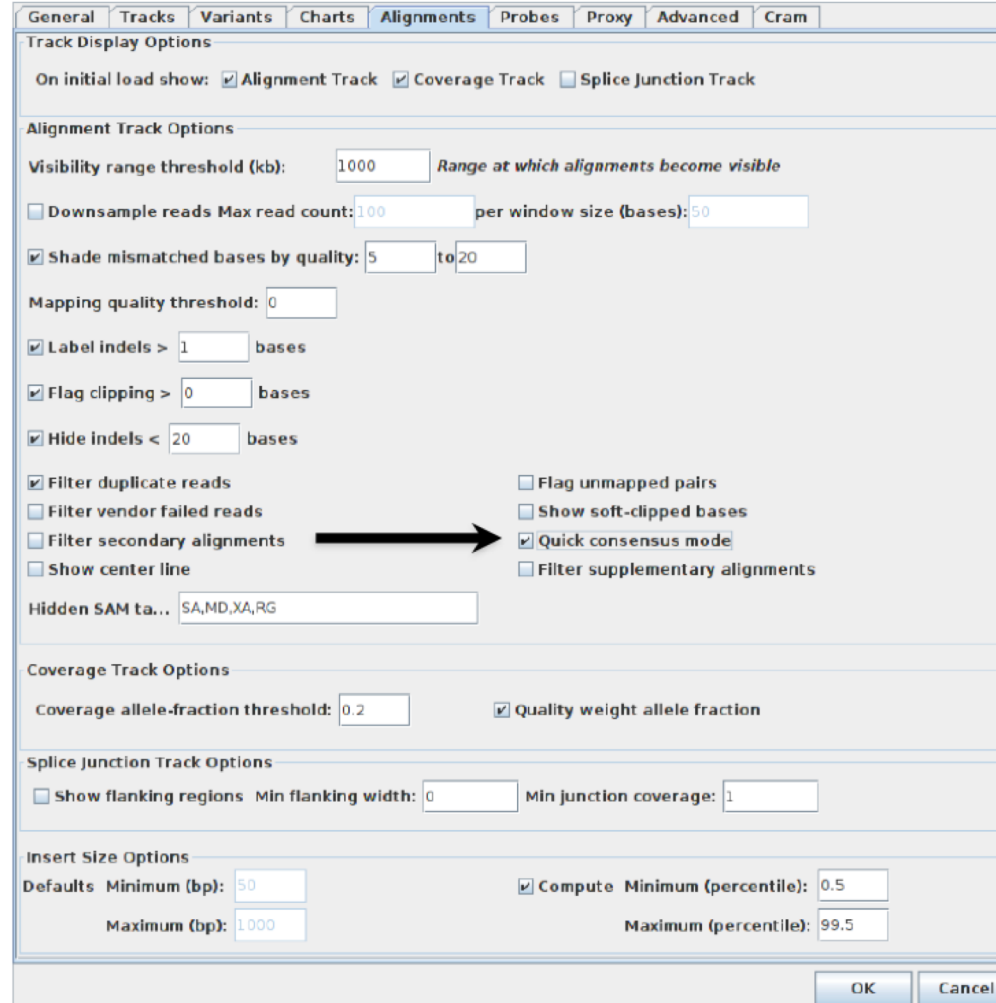 General Tracks Variants Charts Alignments Probes Proxy Advanced Cram
Track Display Options
On initial load show: Alignment Track Coverage Track Splice Junction Track
Alignment Track Options
Visibility range threshold (kb): 1000 Range at which alignments become visible
Downsample reads Max read count: 100 per window size (bases): 50
Shade mismatched bases by quality: 5 to 20
Mapping quality threshold: 0
Label indels > 1 bases
Flag clipping > 0 bases
Hide indels < 20 bases
Filter duplicate reads Flag unmapped pairs
Filter vendor failed reads Show soft-clipped bases
Filter secondary alignments Quick consensus mode
Show center line Filter supplementary alignments
Hidden SAM ta... SA,MD,XA,RG
Coverage Track Options
Coverage allele-fraction threshold: 0.2 Quality weight allele fraction
Splice Junction Track Options
Show flanking regions Min flanking width: 0 Min junction coverage: 1
Insert Size Options
Defaults Minimum (bp): 50 Compute Minimum (percentile): 0.5
Maximum (bp): 1000 Maximum (percentile): 99.5
OK Cancel